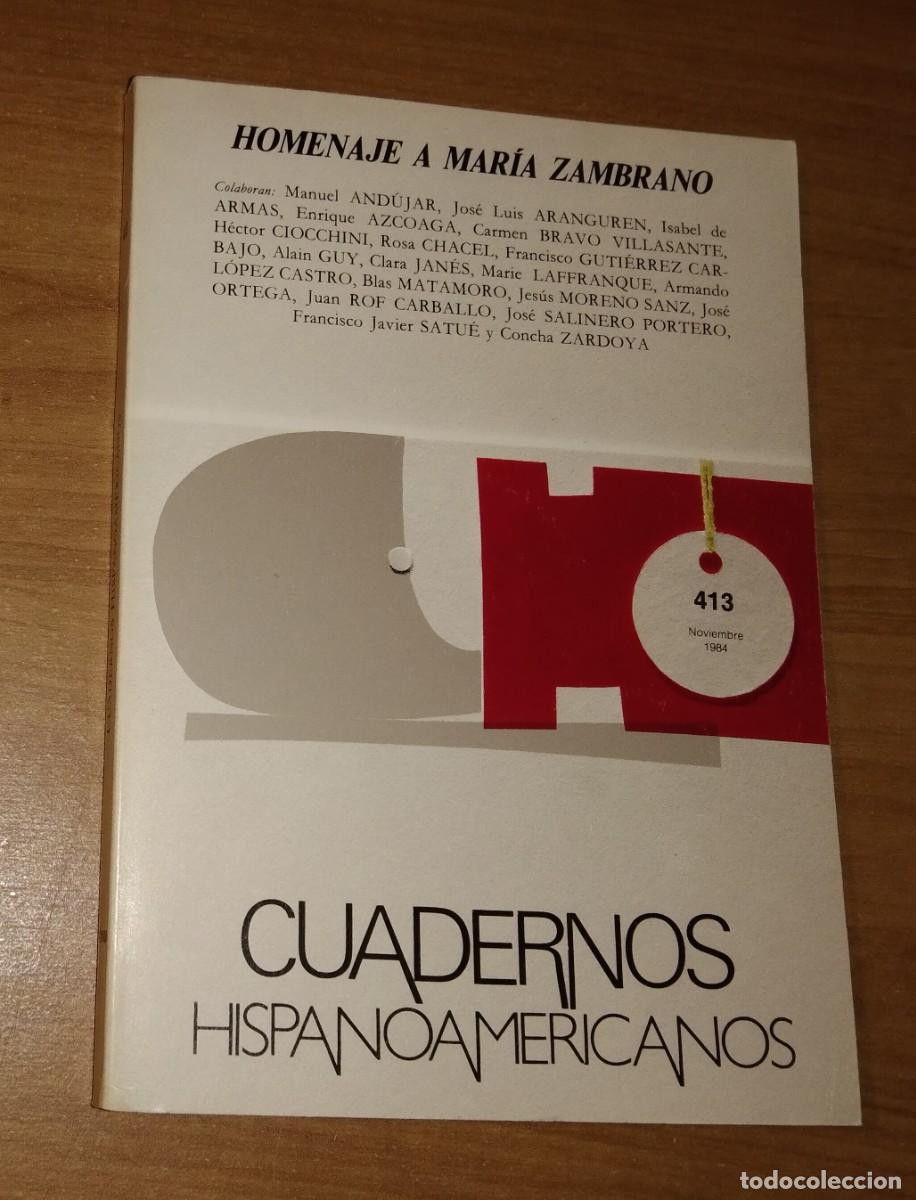 HOMENAJE A MARÍA ZAMBRANO
Colaboran: Manuel ANDÚJAR, José Luis ARANGUREN, Isabel de
ARMAS, Enrique AZCOAGA, Carmen BRAVO VILLASANTE,
Héctor CIOCCHINI, Rosa CHACEL, Francisco GUTIÉRREZ CAR-
BAJO, Alain GUY, Clara JANÉS, Marie LAFFRANQUE, Armando
LÓPEZ CASTRO, Blas MATAMORO, Jesús MORENO SANZ, José
ORTEGA, Juan ROF CARBALLO, José SALINERO PORTERO,
Francisco Javier SATUÉ y Concha ZARDOYA
413
Noviembre
1984
CUADERNOS
HISPANOAMERICANOS
todocoleccion